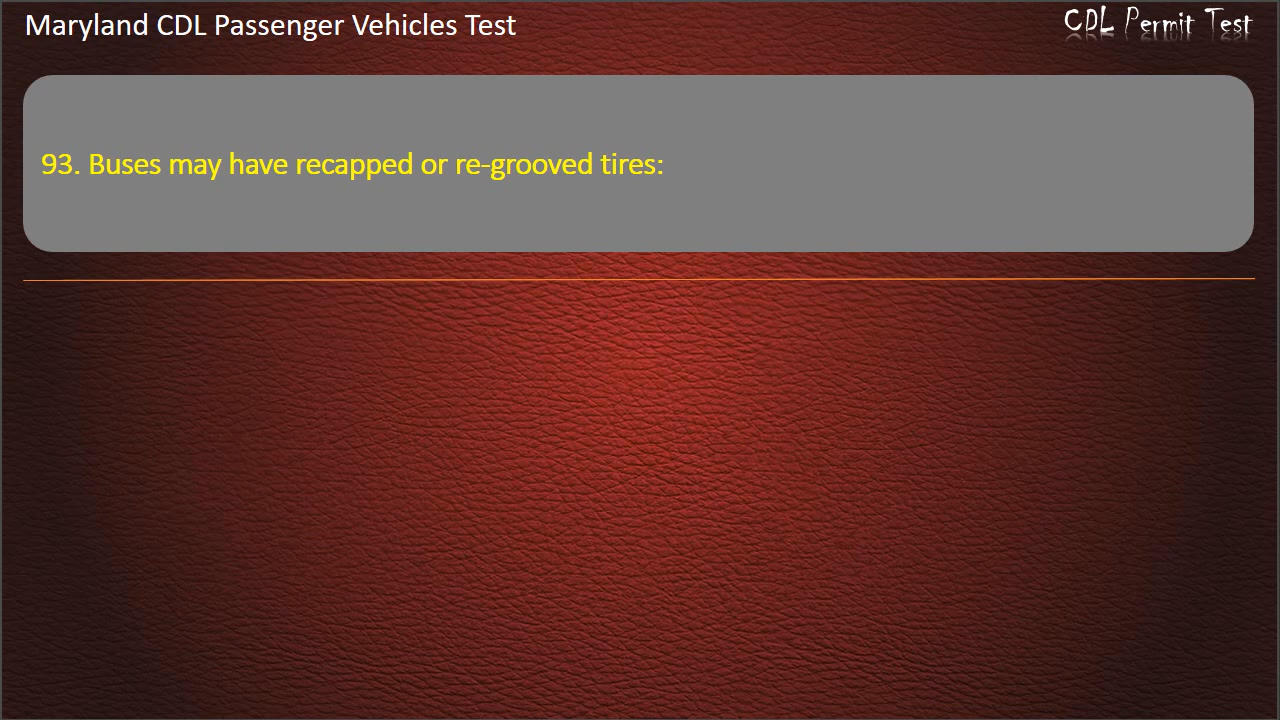 Maryland CDL Passenger Vehicles Test
CDL Permit Test
93. Buses may have recapped or re-grooved tires: